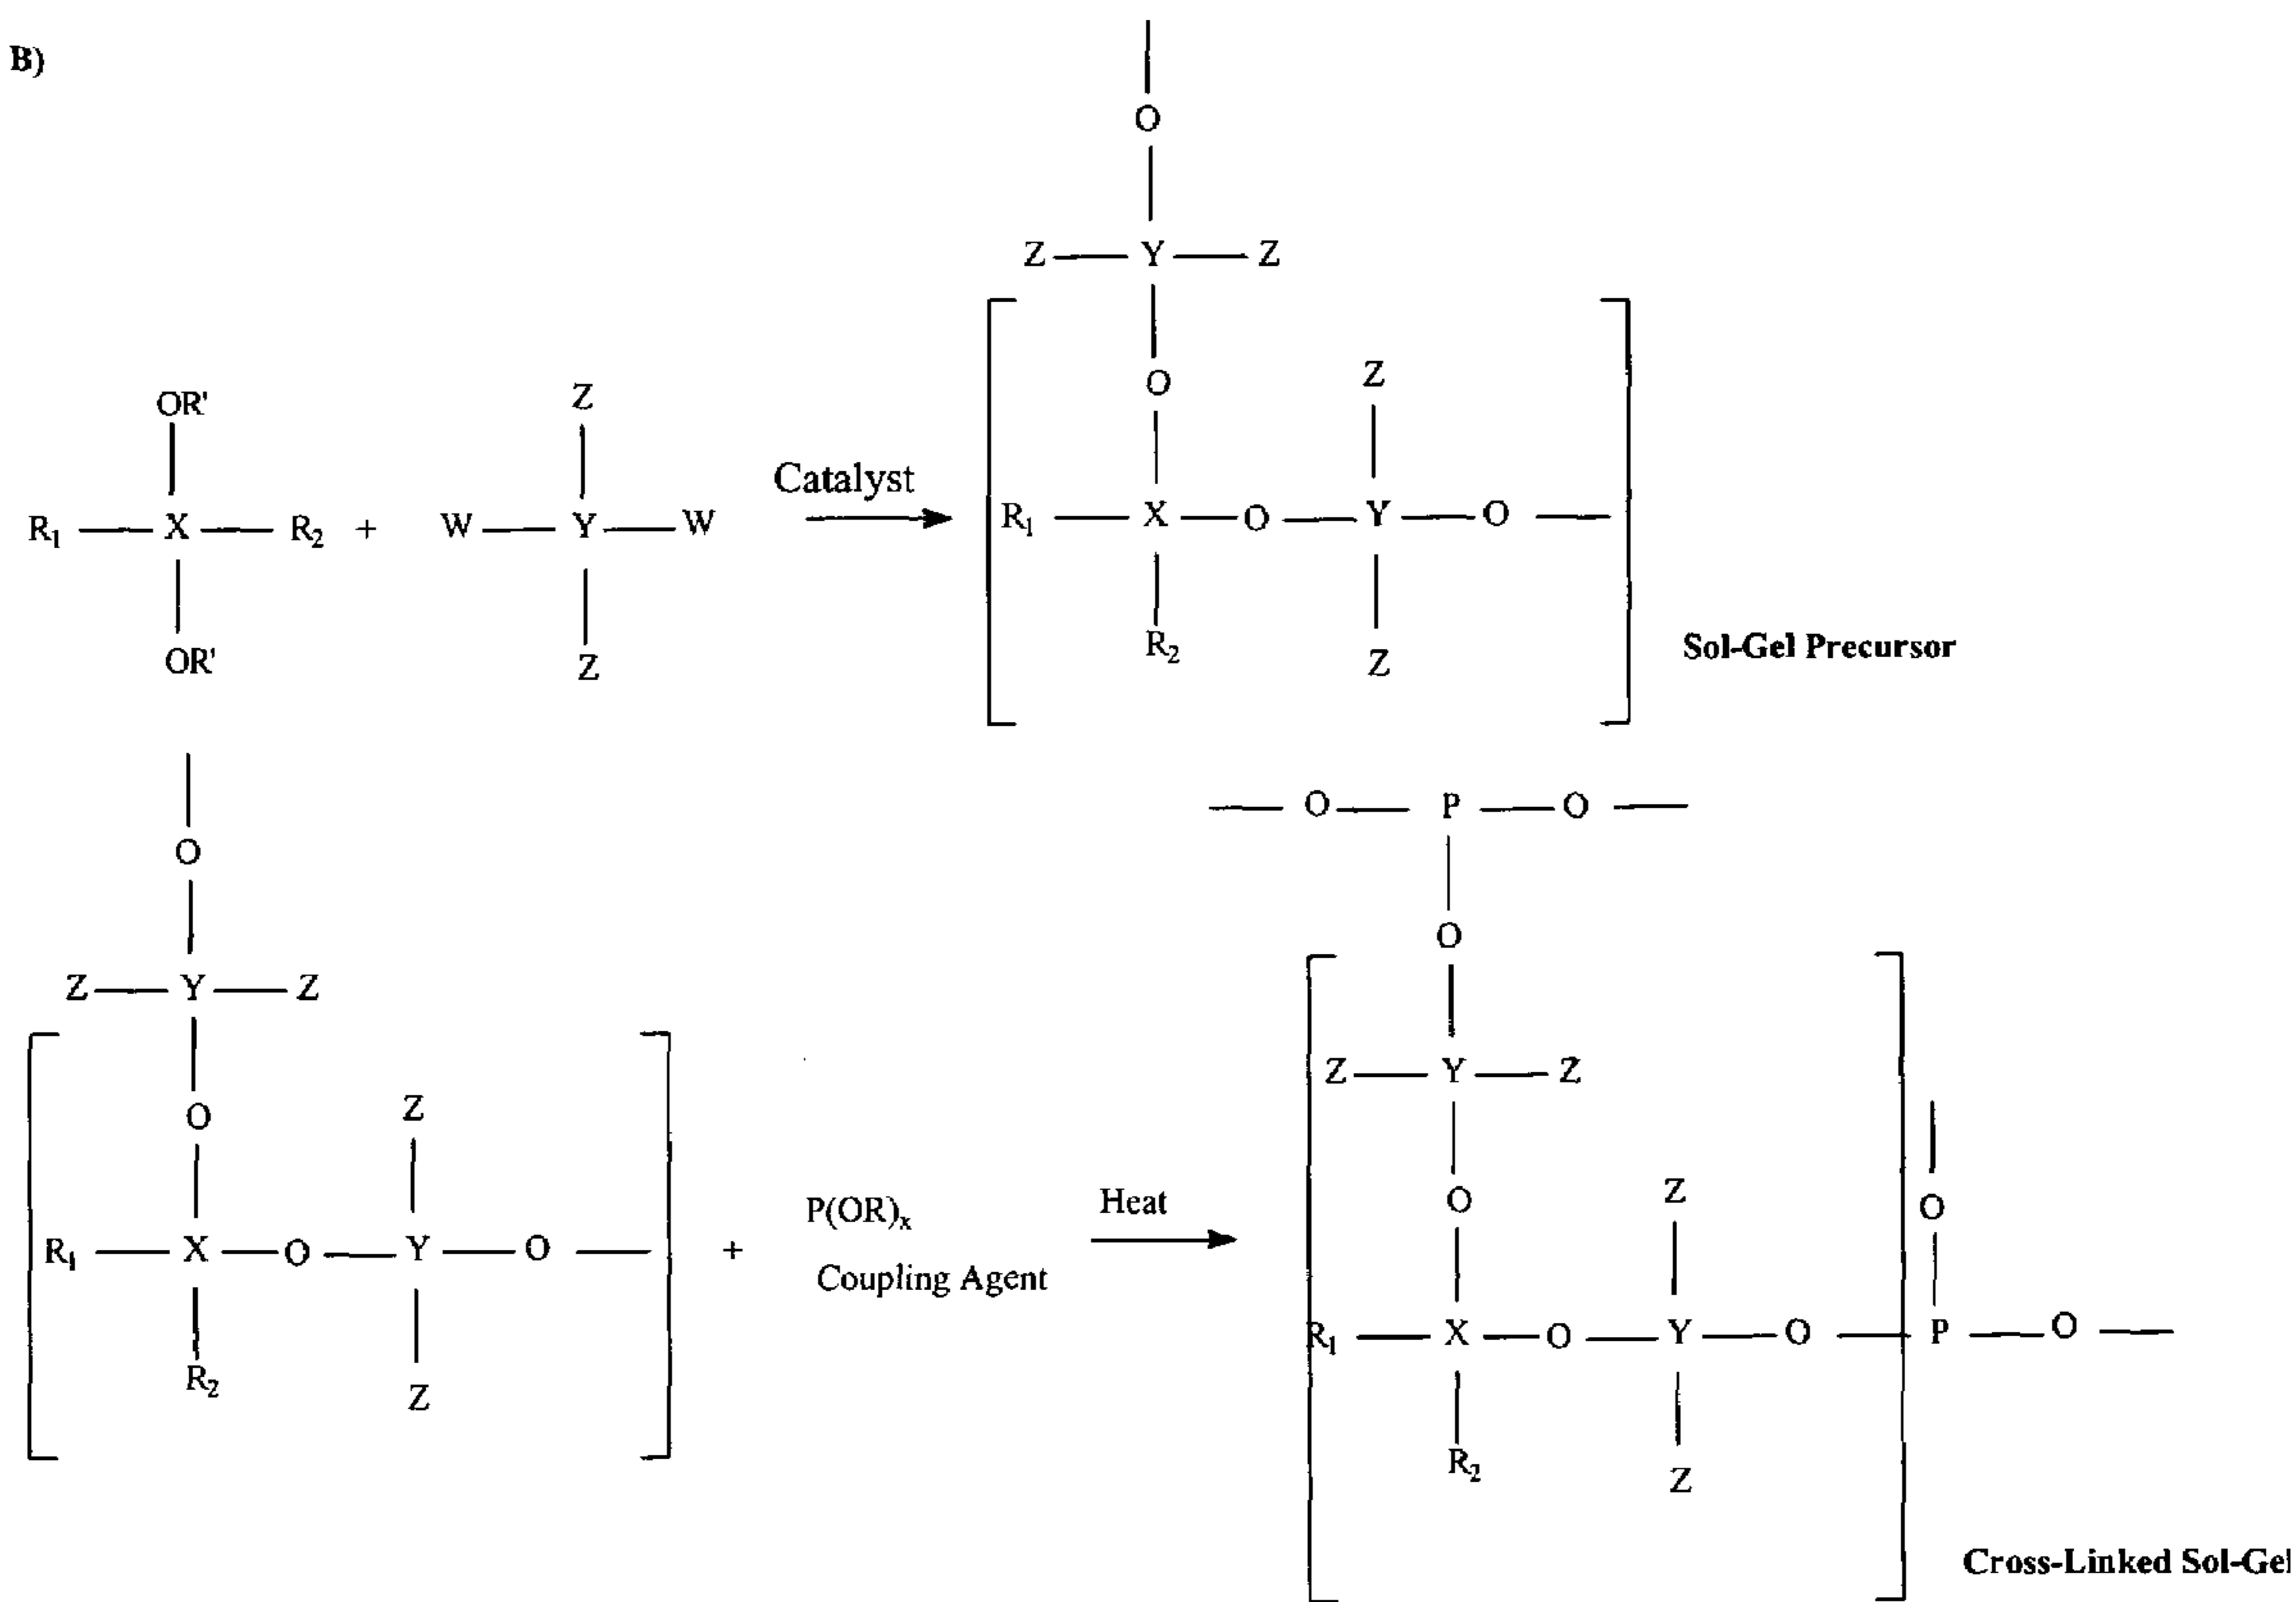 B)
O
Z Y Z
OR' Z O Z
Catalyst
R₁ X R₂ + W Y W R₁ X O Y O
OR' Z R₂ Z
Sol-Gel Precursor
O P O
O
O
Z Y Z
Z Y Z
O Z
O Z O
P(OR)ₓ Heat
R₁ X O Y O +
Coupling Agent
R₁ X O Y O P O
R₂ Z
R₂ Z
Cross-Linked Sol-Gel